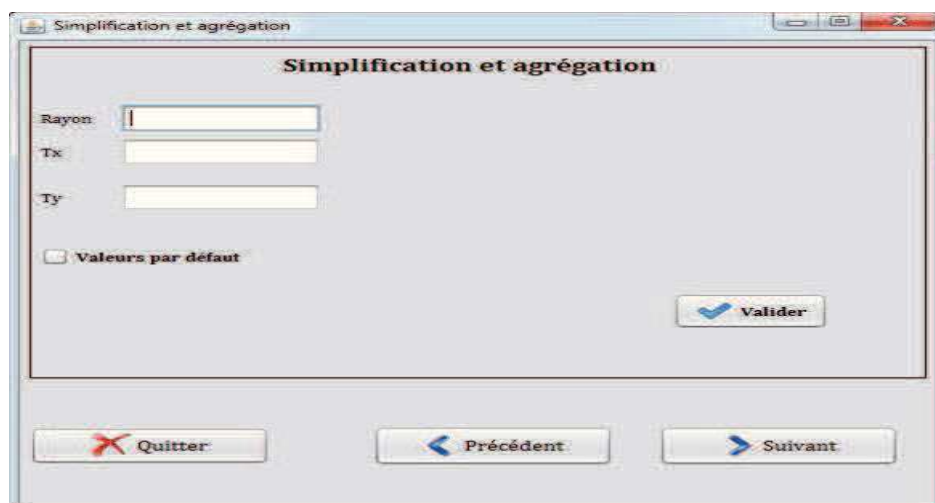 Simplification et agrégation
Simplification et agrégation
Rayon
Tx
Ty
Valeurs par défaut
Valider
Quitter
Précédent
Suivant